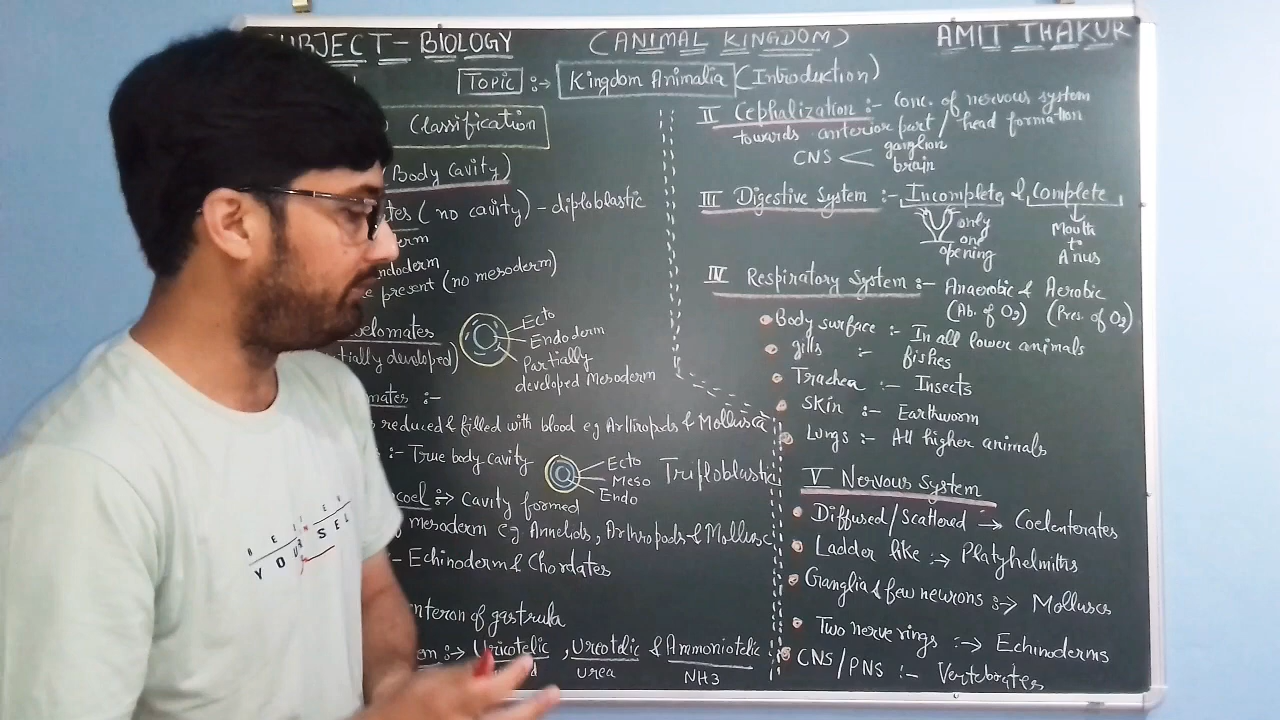 SUBJECT - BIOLOGY (ANIMAL KINGDOM) AMIT THAKUR
TOPIC :→ Kingdom Animalia (Introduction)
Classification
Body Cavity)
tes (no cavity) - diploblastic
erm
ndoderm
present (no mesoderm)
elomates
tially developed)
Ecto
Endoderm
Partially
developed Mesoderm
mates :-
reduced & filled with blood eg Arthropods & Mollusca
:- True body cavity
Ecto
Meso
Endo
Triploblastic
coel :→ Cavity formed
mesoderm eg Annelids, Arthropods & Mollusc
- Echinoderm & Chordates
nteron of gastrula
em :→ Uricotelic, Ureotelic & Ammoniotelic :
urea NH3
II Cephalization :- Conc. of nervous system
towards anterior part / head formation
CNS < ganglion
brain
III Digestive System :- Incomplete & Complete
only
one
opening
Mouth
to
Anus
IV Respiratory System :- Anaerobic & Aerobic
(Ab. of O2) (Pres. of O2)
Body surface :- In all lower animals
gills :- fishes
Trachea :- Insects
SKIN :- Earthworm
Lungs :- All higher animals
V Nervous System
Diffused/Scattered → Coelenterates
Ladder like :→ Platyhelmiths
Ganglia & few neurons :→ Molluscs
Two nerve rings :→ Echinoderms
CNS/PNS :- Vertebrates
YOURSEL